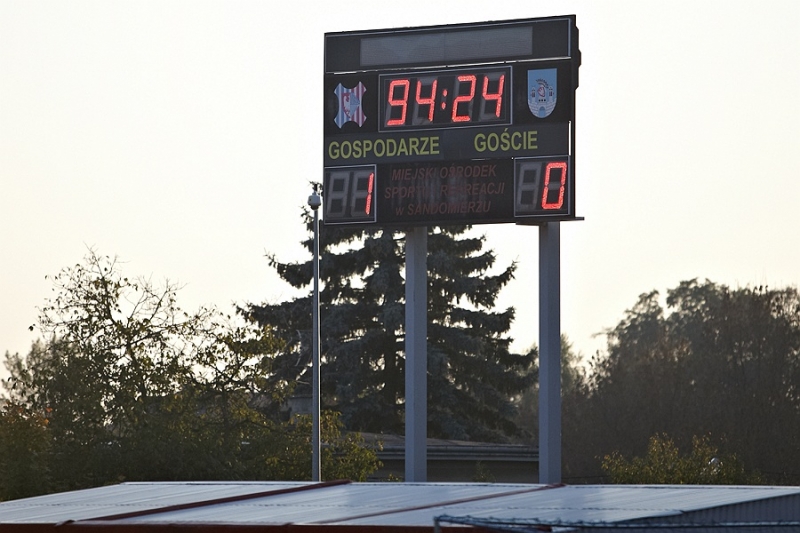 94:24
GOSPODARZE GOŚCIE
1 0
MIEJSKI OŚRODEK
SPORTU I REKREACJI
w SANDOMIERZU